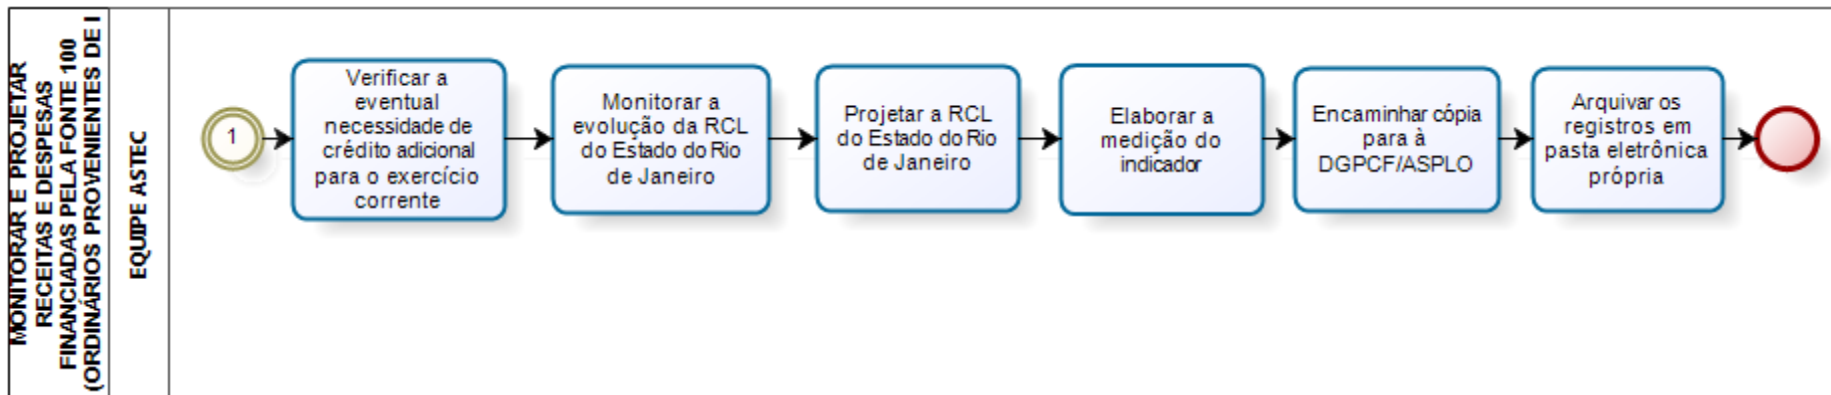 MONITORAR E PROJETAR
RECEITAS E DESPESAS
FINANCIADAS PELA FONTE 100
(ORDINÁRIOS PROVENIENTES DE I
EQUIPE ASTEC
1
Verificar a
eventual
necessidade de
crédito adicional
para o exercício
corrente
Monitorar a
evolução da RCL
do Estado do Rio
de Janeiro
Projetar a RCL
do Estado do Rio
de Janeiro
Elaborar a
medição do
indicador
Encaminhar cópia
para à
DGPCF/ASPLO
Arquivar os
registros em
pasta eletrônica
própria